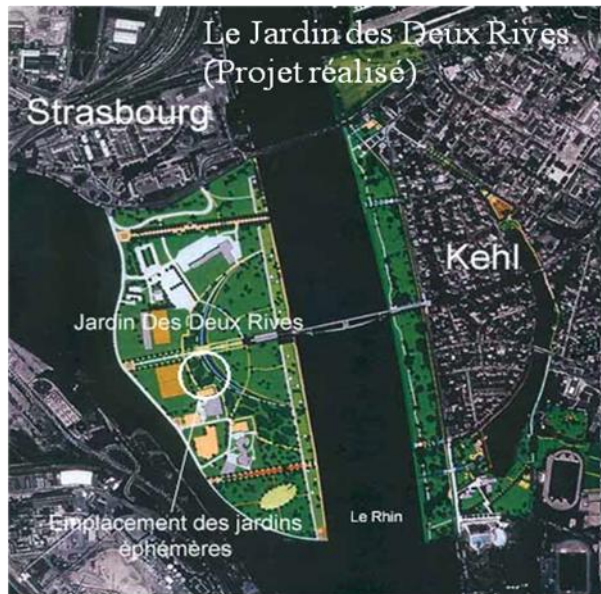 Le Jardin des Deux Rives
(Projet réalisé)
Strasbourg
Kehl
Jardin Des Deux Rives
Le Rhin
Emplacement des jardins
éphémères